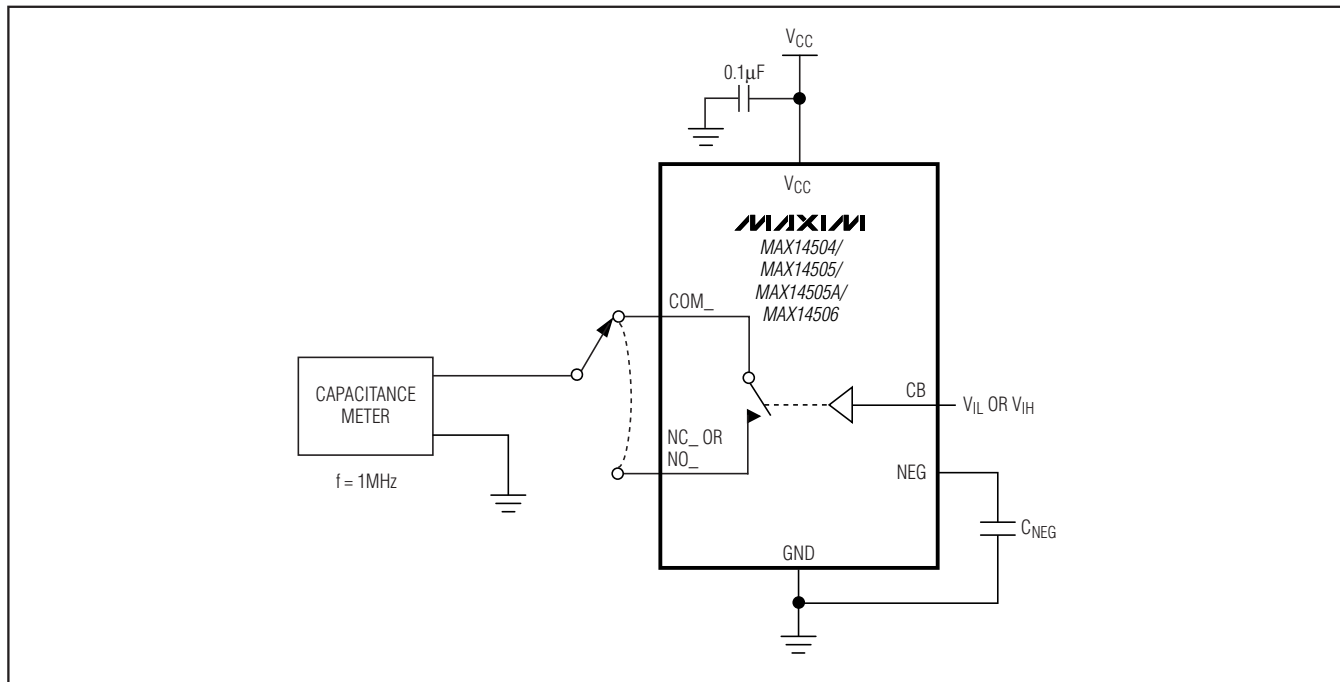 VCC
0.1µF
VCC
MAXIM
MAX14504/
MAX14505/
MAX14505A/
MAX14506
COM_
CAPACITANCE
METER
f = 1MHz
NC_ OR
NO_
CB
VIL OR VIH
NEG
CNEG
GND